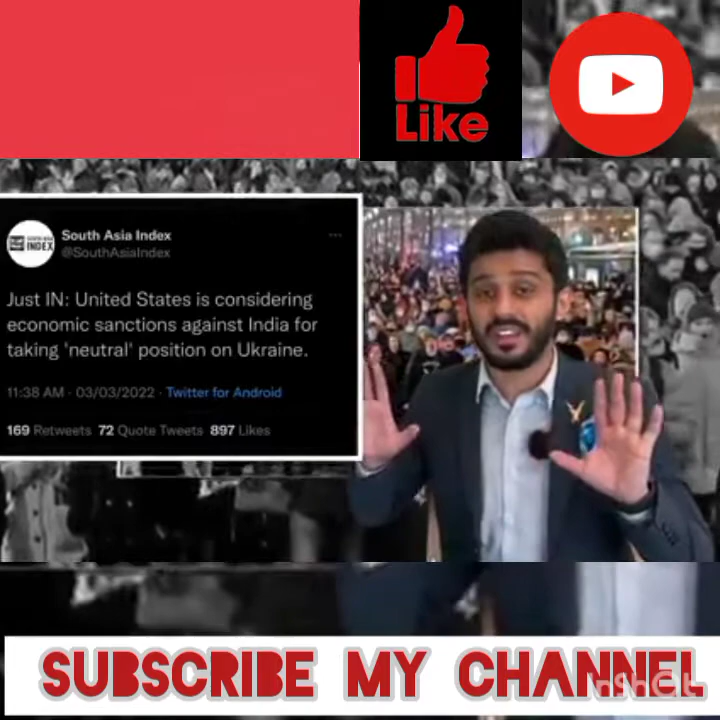 Like
INDEX
South Asia Index
@SouthAsiaIndex
Just IN: United States is considering
economic sanctions against India for
taking 'neutral' position on Ukraine.
11:38 AM · 03/03/2022 · Twitter for Android
169 Retweets 72 Quote Tweets 897 Likes
SUBSCRIBE MY CHANNEL